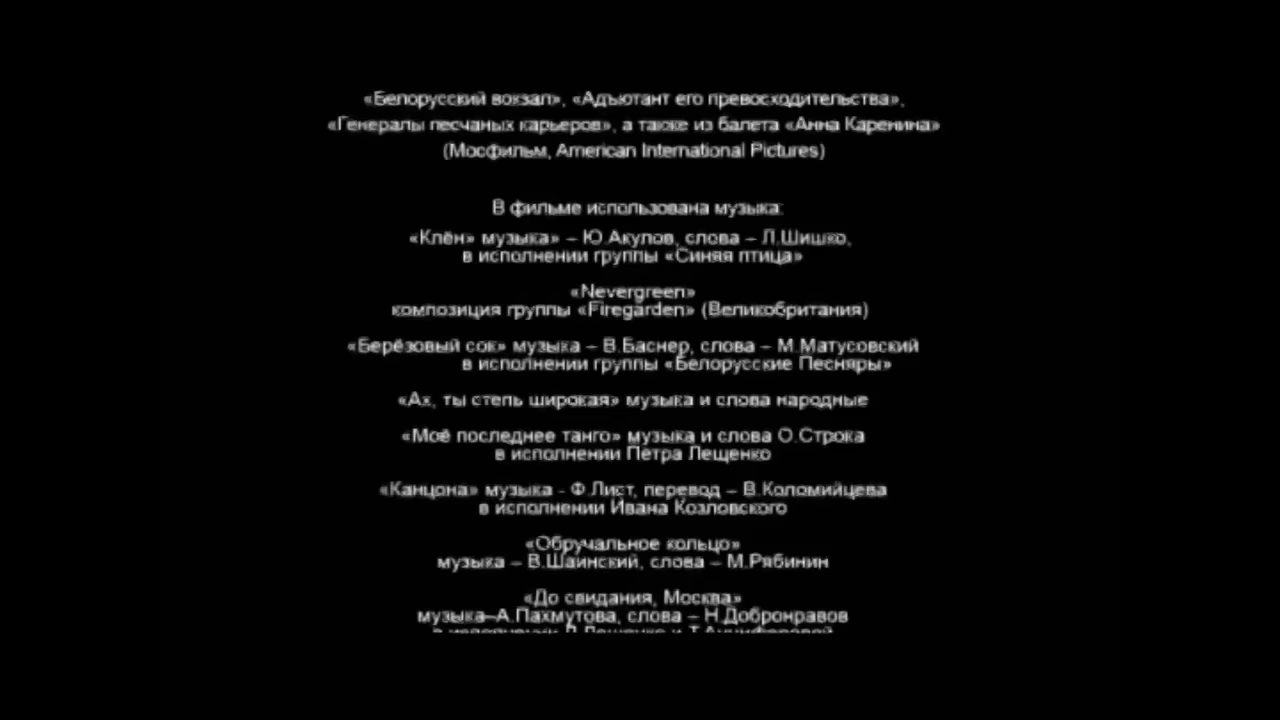 «Белорусский вокзал», «Адъютант его превосходительства»,
«Генералы песчаных карьеров», а также из балета «Анна Каренина»
(Мосфильм, American International Pictures)
В фильме использована музыка:
«Клён» музыка» – Ю.Акулов, слова – Л.Шишко,
в исполнении группы «Синяя птица»
«Nevergreen»
композиция группы «Firegarden» (Великобритания)
«Берёзовый сок» музыка – В.Баснер, слова – М.Матусовский
в исполнении группы «Белорусские Песняры»
«Ах, ты степь широкая» музыка и слова народные
«Моё последнее танго» музыка и слова О.Строка
в исполнении Петра Лещенко
«Канцона» музыка - Ф.Лист, перевод – В.Коломийцева
в исполнении Ивана Козловского
«Обручальное кольцо»
музыка – В.Шаинский, слова – М.Рябинин
«До свидания, Москва»
музыка–А.Пахмутова, слова – Н.Добронравов
в исполнении Л.Лещенко и Т.Анциферовой